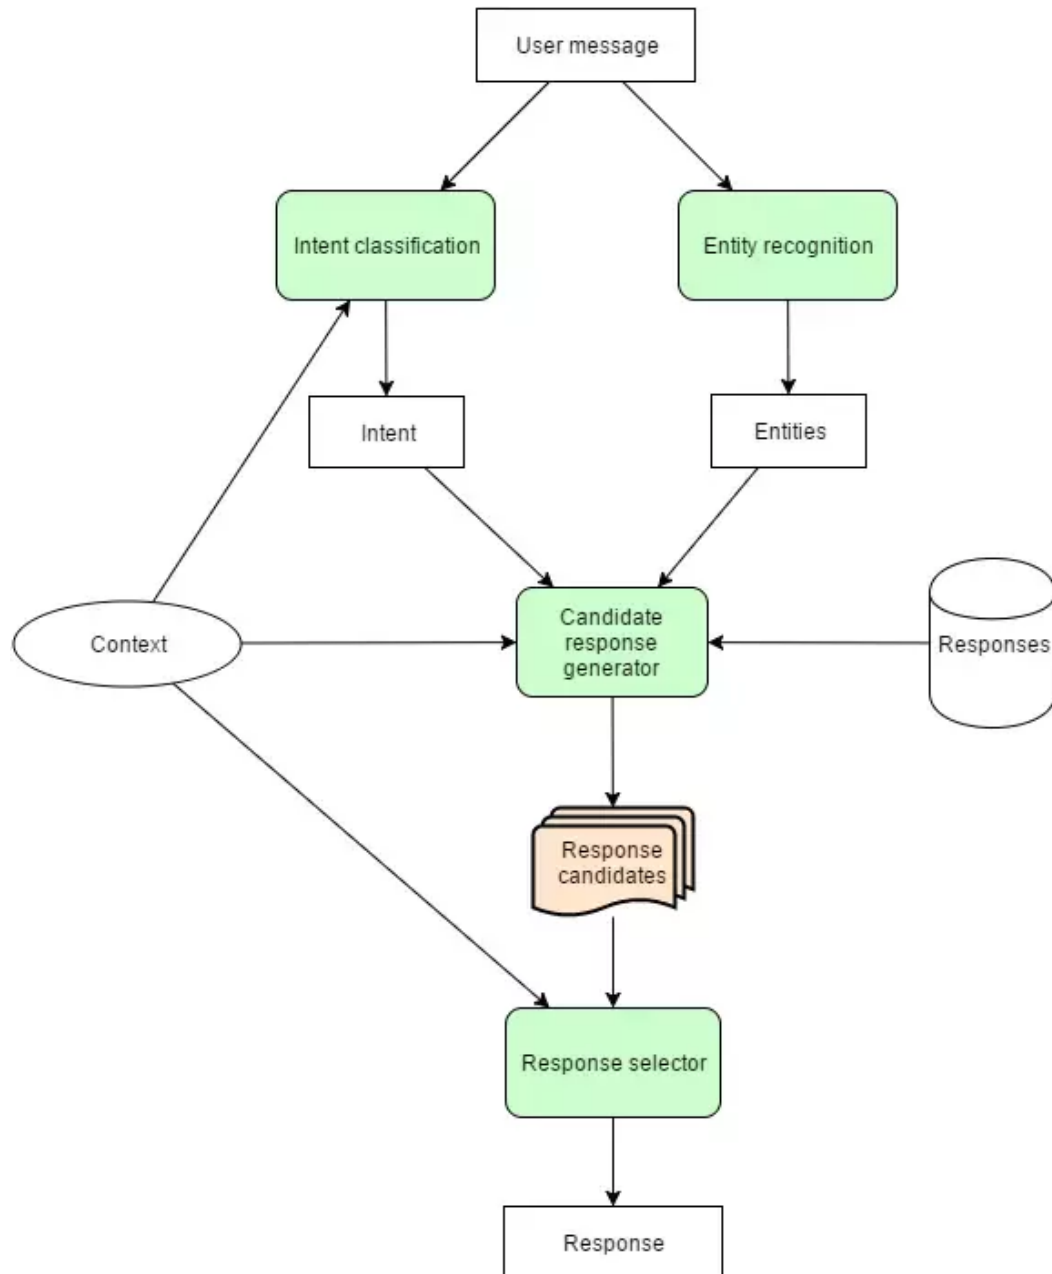 User message
Intent classification
Entity recognition
Intent
Entities
Context
Candidate
response
generator
Responses
Response
candidates
Response selector
Response